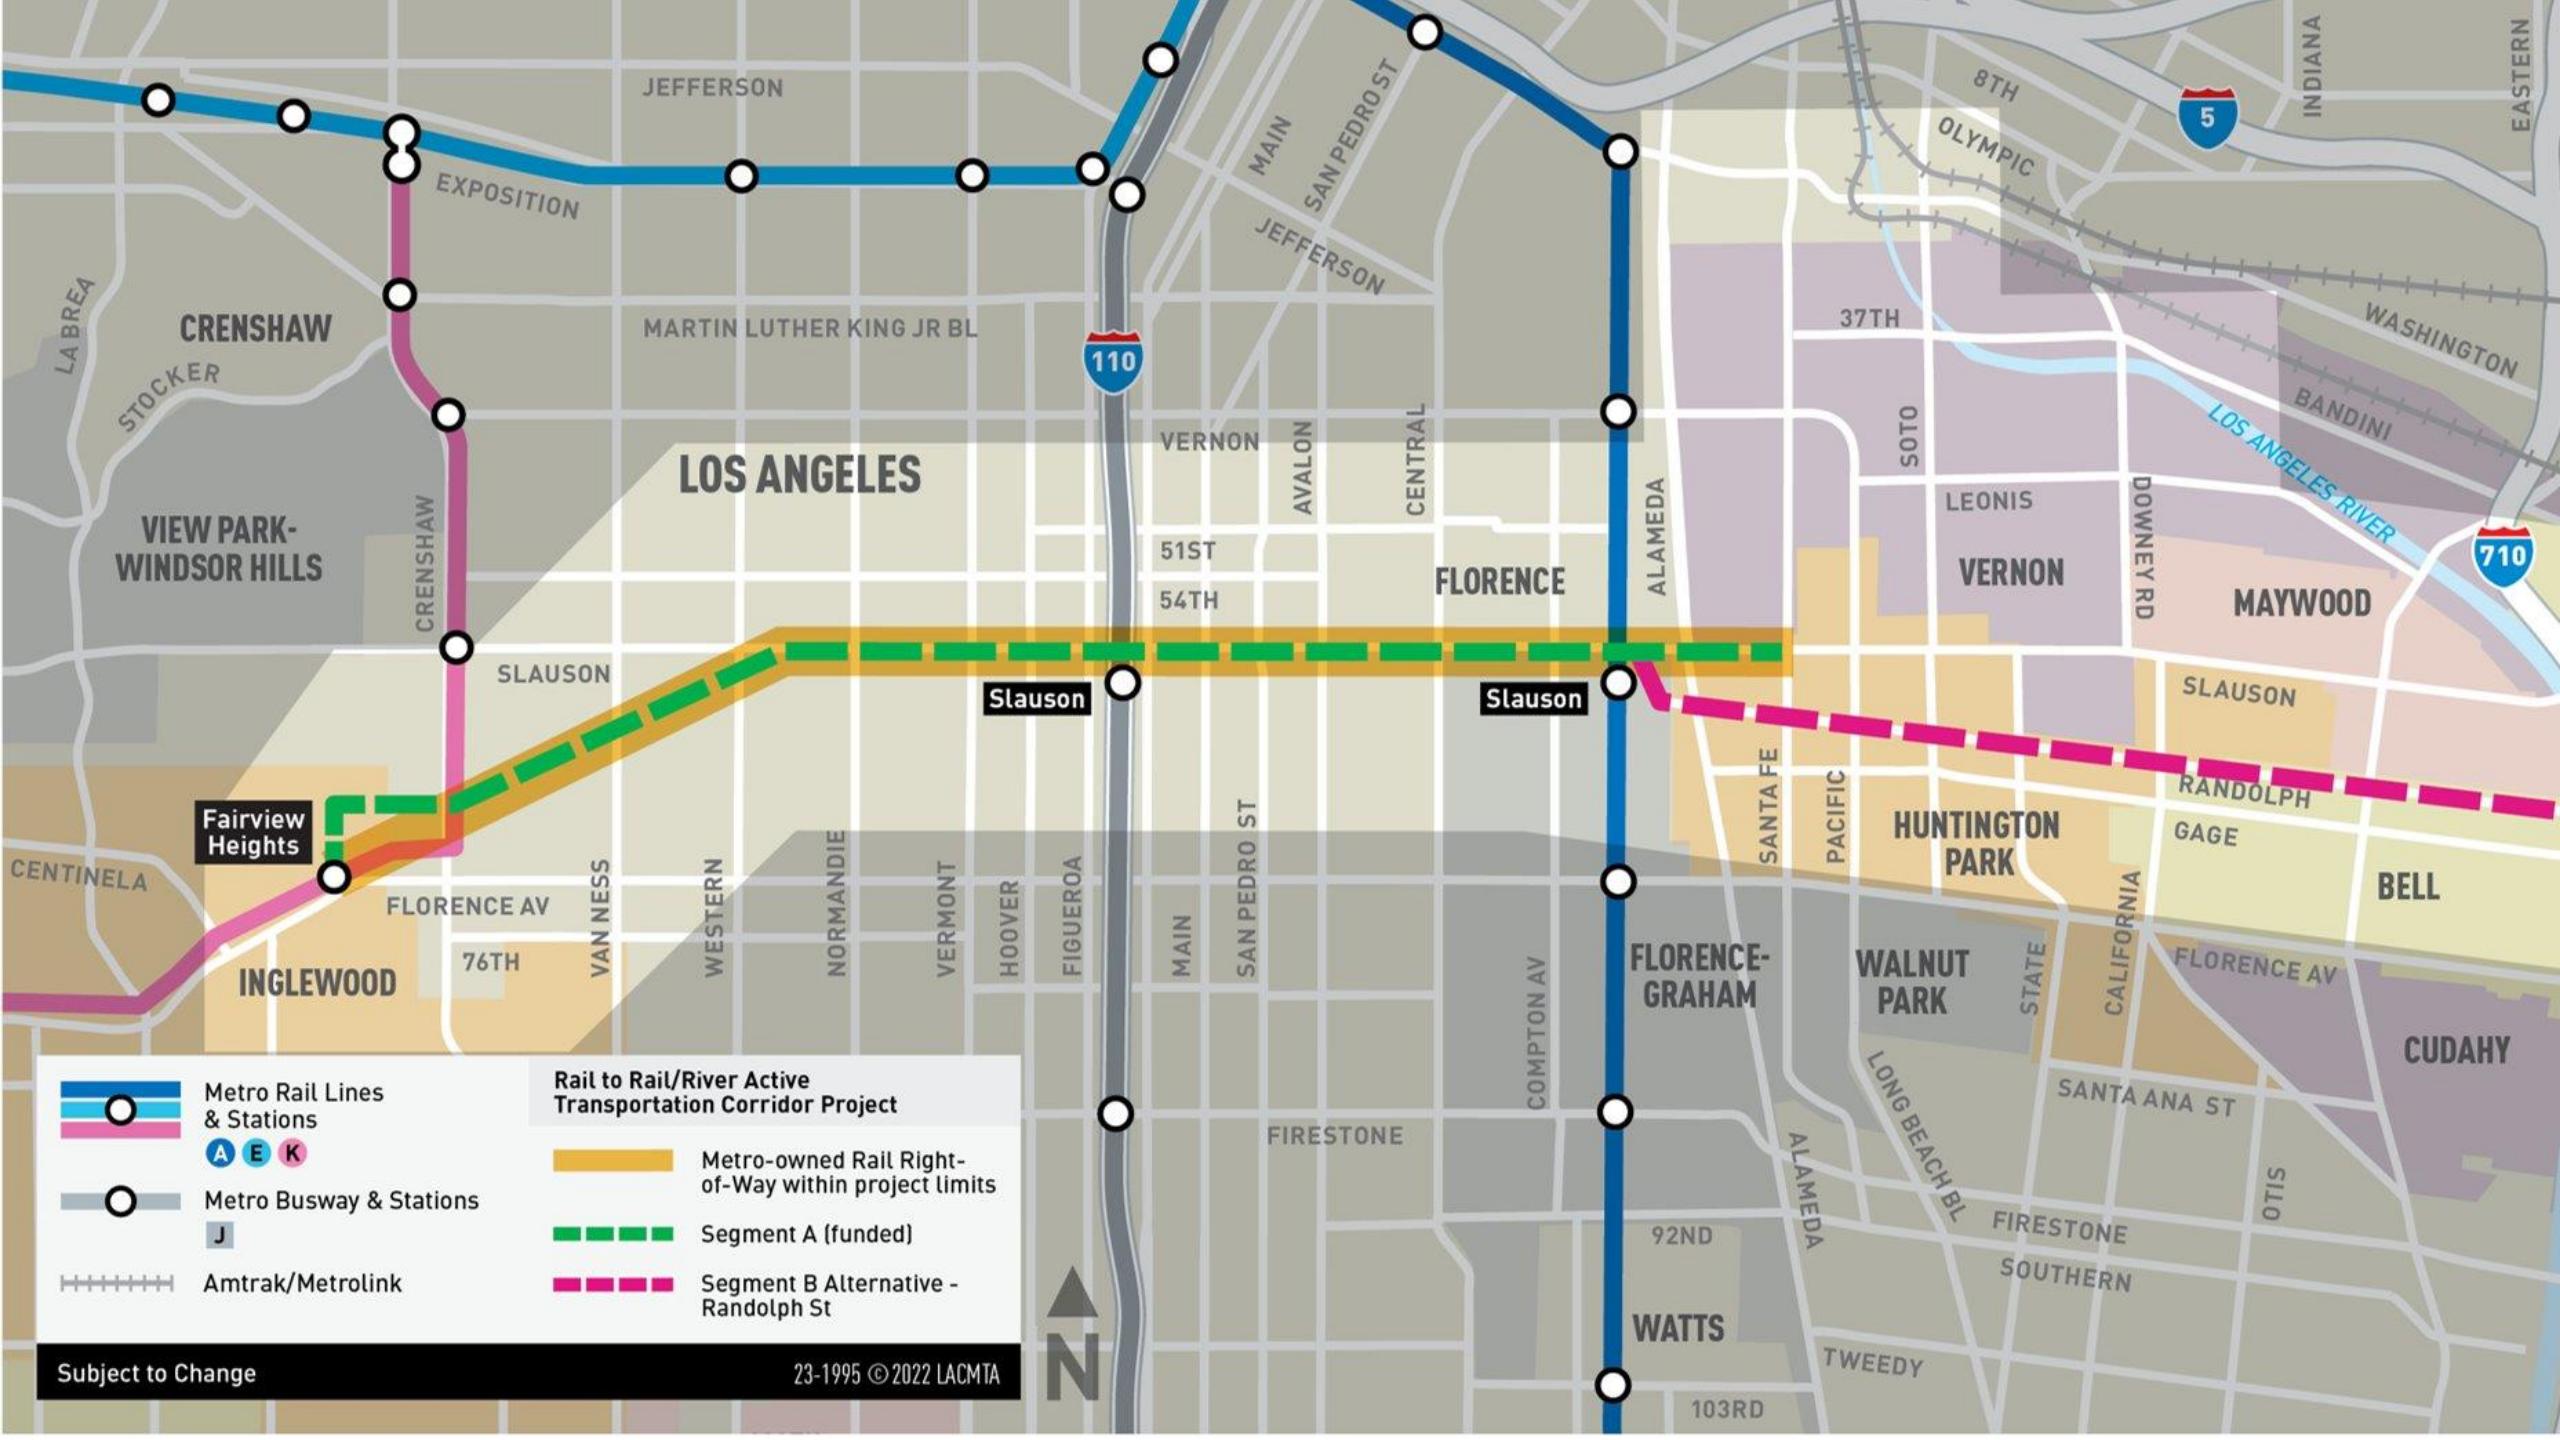 JEFFERSON
MAIN
SAN PEDRO ST
8TH
5
INDIANA
EASTERN
OLYMPIC
EXPOSITION
JEFFERSON
LA BREA
CRENSHAW
STOCKER
MARTIN LUTHER KING JR BL
110
37TH
WASHINGTON
BANDINI
LOS ANGELES RIVER
LOS ANGELES
VERNON
AVALON
CENTRAL
ALAMEDA
SOTO
LEONIS
DOWNEY RD
710
VIEW PARK-
WINDSOR HILLS
CRENSHAW
51ST
54TH
FLORENCE
VERNON
MAYWOOD
SLAUSON
Slauson
Slauson
SLAUSON
Fairview
Heights
SANTA FE
PACIFIC
RANDOLPH
GAGE
HUNTINGTON
PARK
BELL
CENTINELA
FLORENCE AV
VAN NESS
WESTERN
NORMANDIE
VERMONT
HOOVER
FIGUEROA
MAIN
SAN PEDRO ST
COMPTON AV
INGLEWOOD
76TH
FLORENCE-
GRAHAM
WALNUT
PARK
STATE
CALIFORNIA
FLORENCE AV
CUDAHY
SANTA ANA ST
LONG BEACH BL
ALAMEDA
OTIS
FIRESTONE
FIRESTONE
92ND
SOUTHERN
WATTS
TWEEDY
103RD
Metro Rail Lines
& Stations
A E K
Metro Busway & Stations
J
Amtrak/Metrolink
Rail to Rail/River Active
Transportation Corridor Project
Metro-owned Rail Right-
of-Way within project limits
Segment A (funded)
Segment B Alternative -
Randolph St
N
Subject to Change
23-1995 ©2022 LACMTA